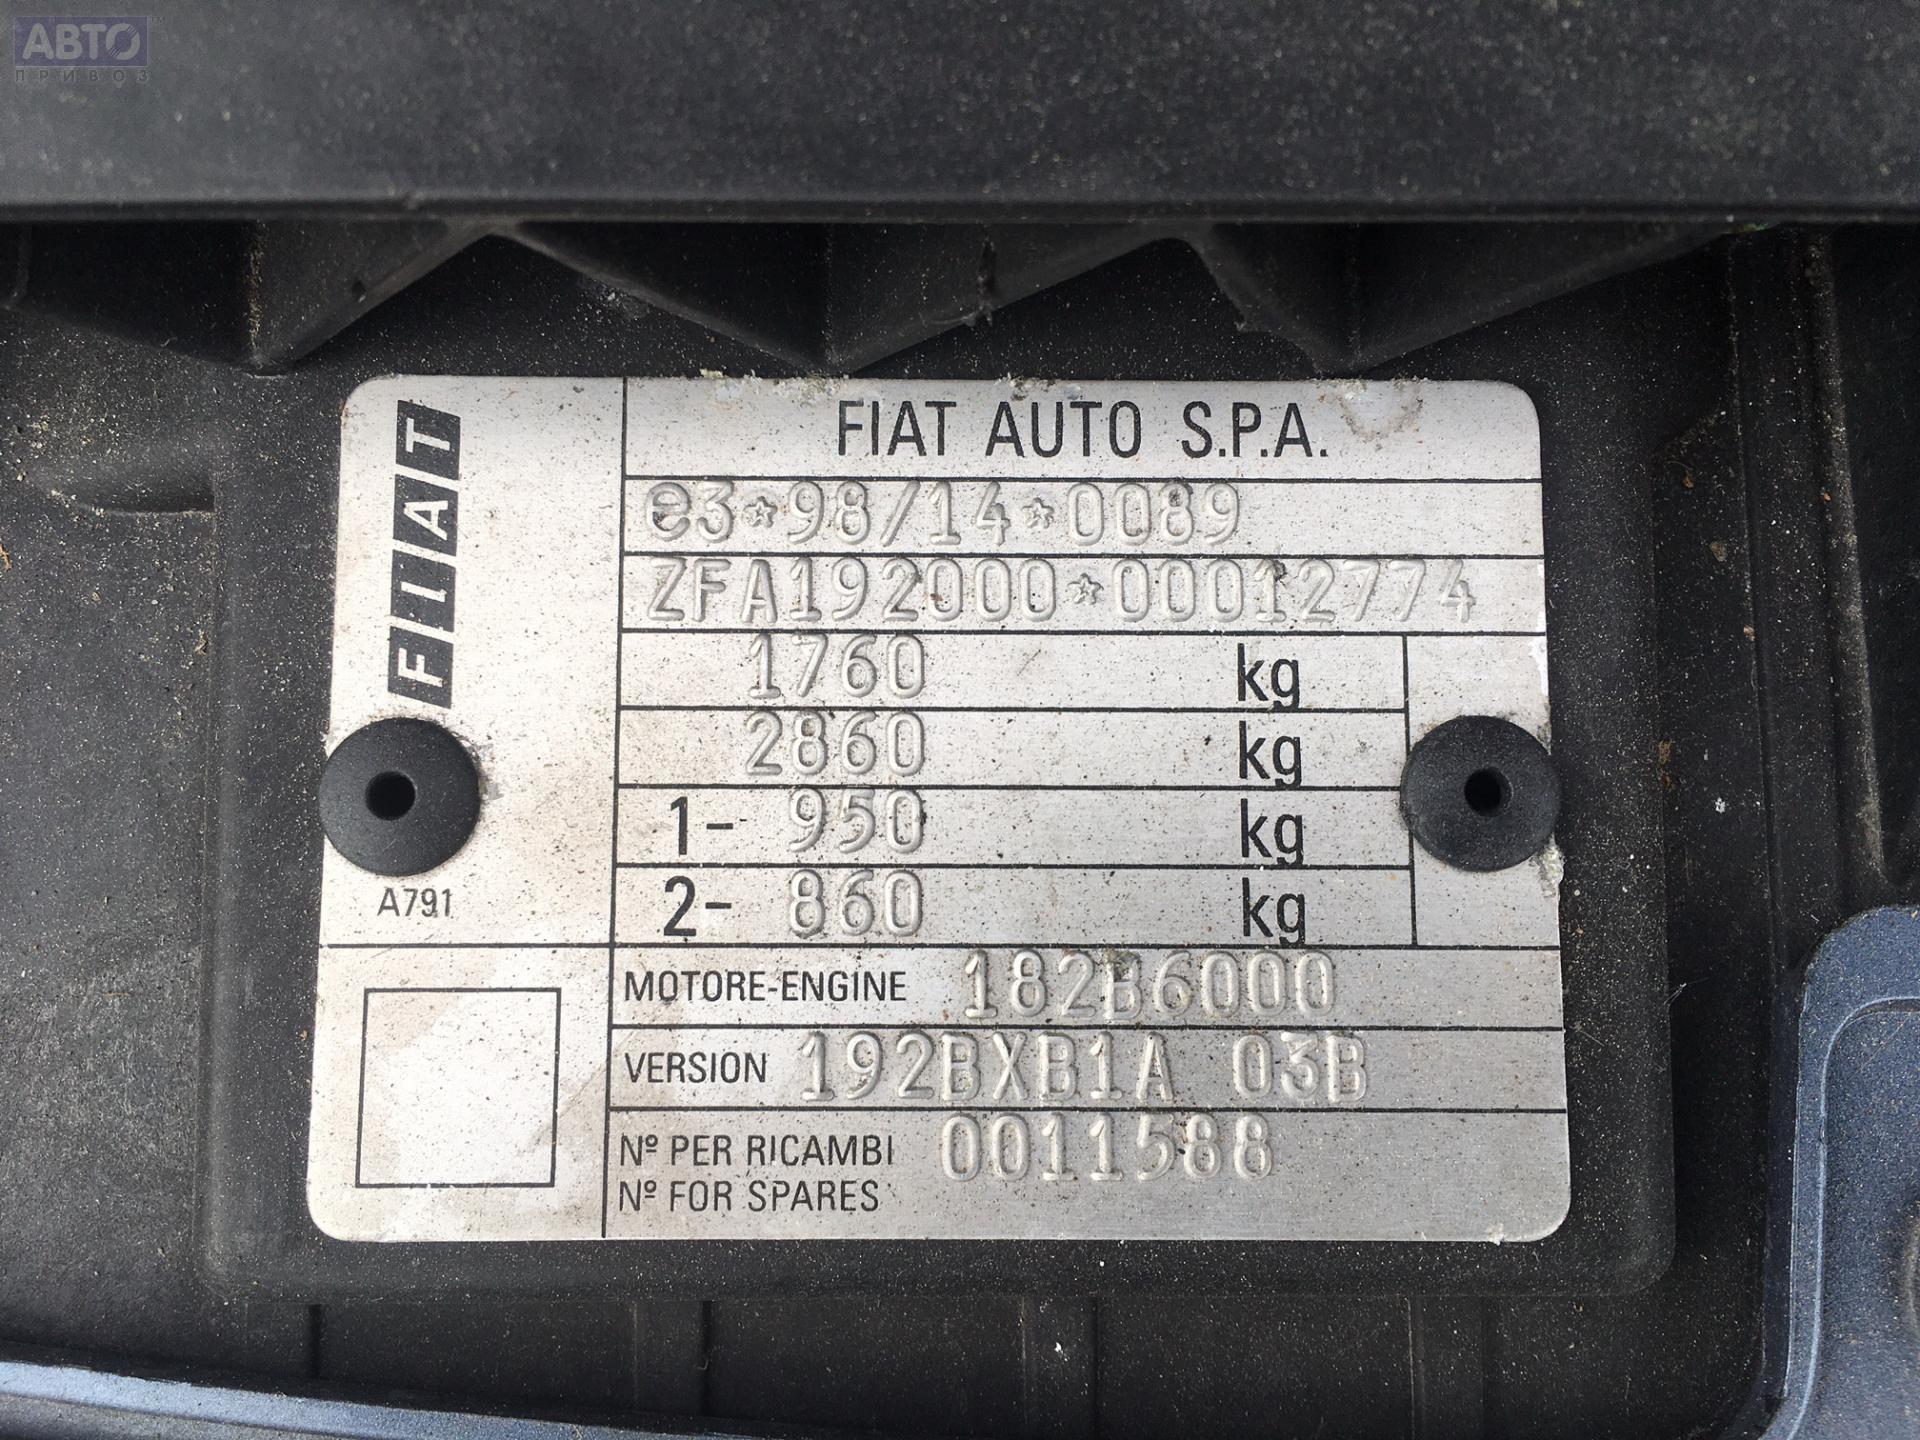 АВТО
ПРИВОЗ
FIAT
FIAT AUTO S.P.A.
e3*98/14*0089
ZFA192000*00012774
1760 kg
2860 kg
1- 950 kg
2- 860 kg
A791
MOTORE-ENGINE 182B6000
VERSION 192BXB1A 03B
Nº PER RICAMBI 0011588
Nº FOR SPARES